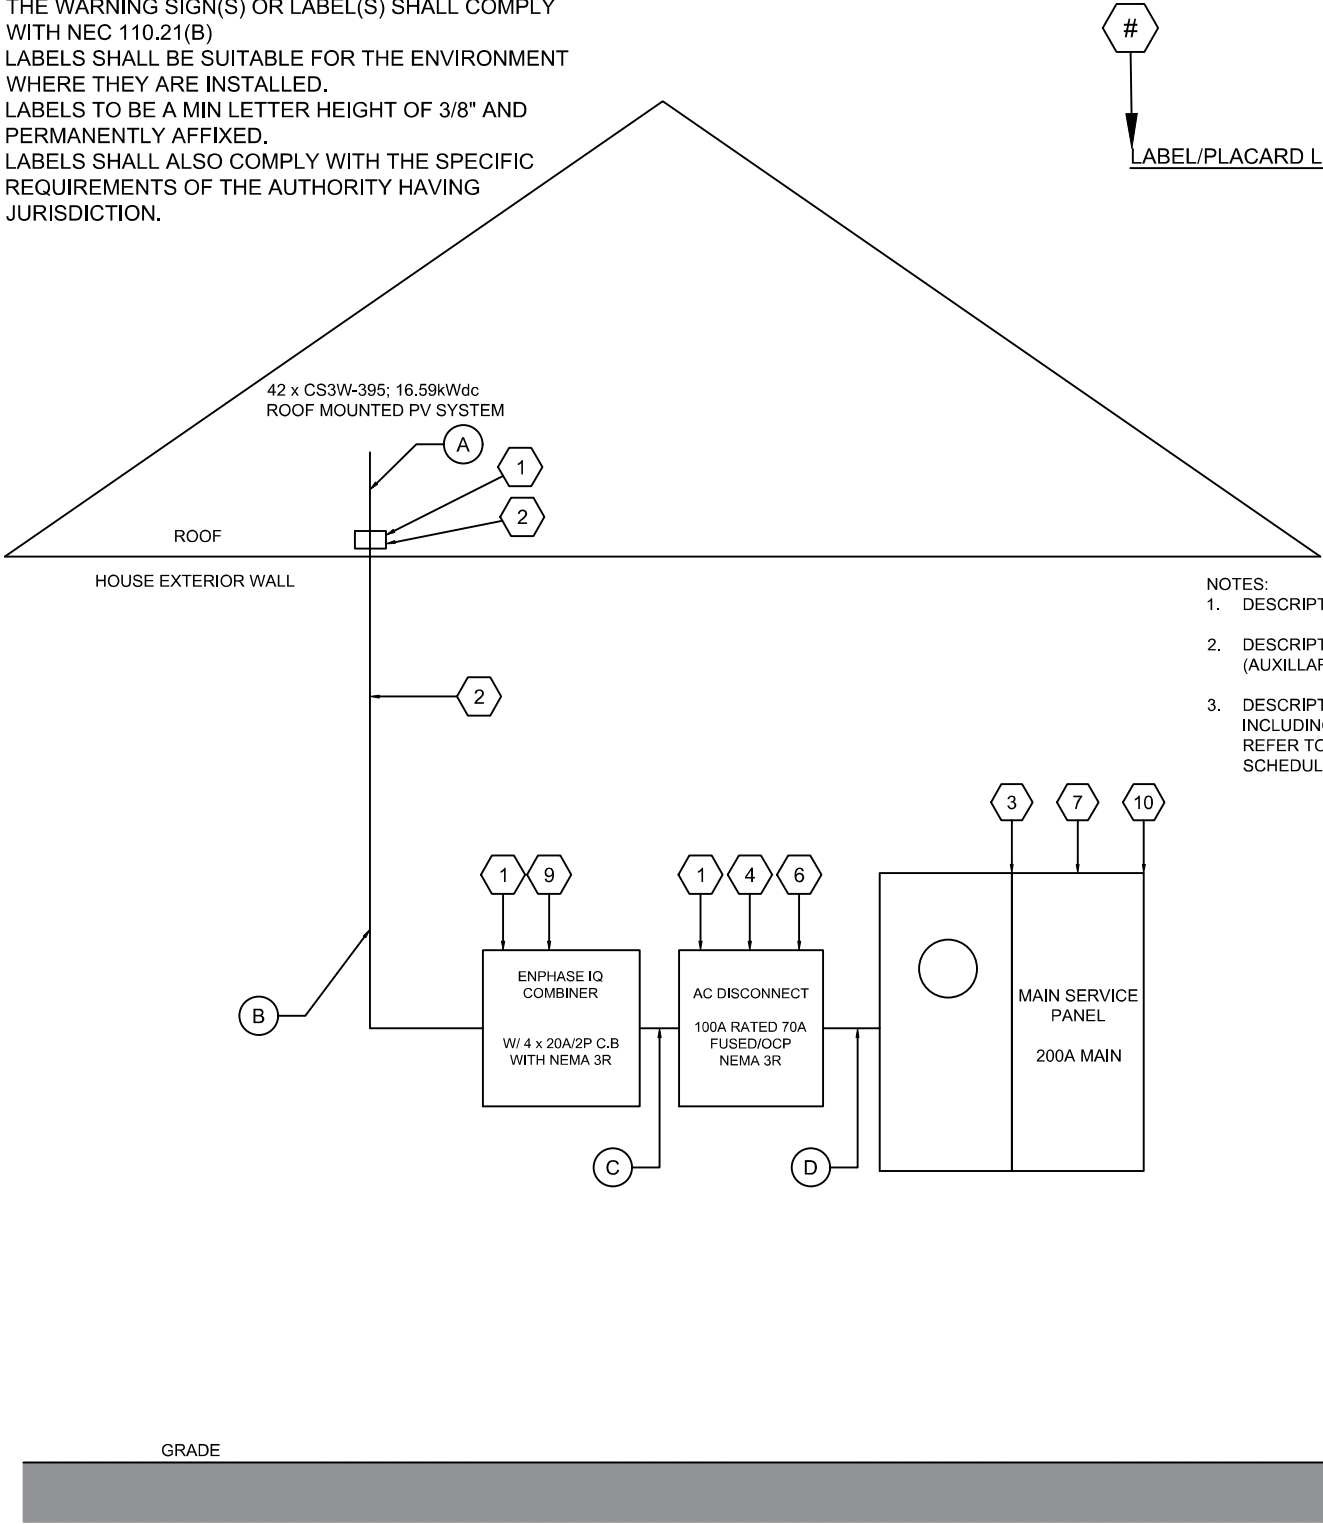 THE WARNING SIGN(S) OR LABEL(S) SHALL COMPLY
WITH NEC 110.21(B)
LABELS SHALL BE SUITABLE FOR THE ENVIRONMENT
WHERE THEY ARE INSTALLED.
LABELS TO BE A MIN LETTER HEIGHT OF 3/8" AND
PERMANENTLY AFFIXED.
LABELS SHALL ALSO COMPLY WITH THE SPECIFIC
REQUIREMENTS OF THE AUTHORITY HAVING
JURISDICTION.
#
LABEL/PLACARD L
42 x CS3W-395; 16.59kWdc
ROOF MOUNTED PV SYSTEM
A
1
2
ROOF
HOUSE EXTERIOR WALL
NOTES:
1. DESCRIPT
2. DESCRIPT
(AUXILLAR
3. DESCRIPT
INCLUDING
REFER TO
SCHEDUL
2
3
7
10
1
9
1
4
6
ENPHASE IQ
COMBINER
W/ 4 x 20A/2P C.B
WITH NEMA 3R
AC DISCONNECT
100A RATED 70A
FUSED/OCP
NEMA 3R
MAIN SERVICE
PANEL
200A MAIN
B
C
D
GRADE